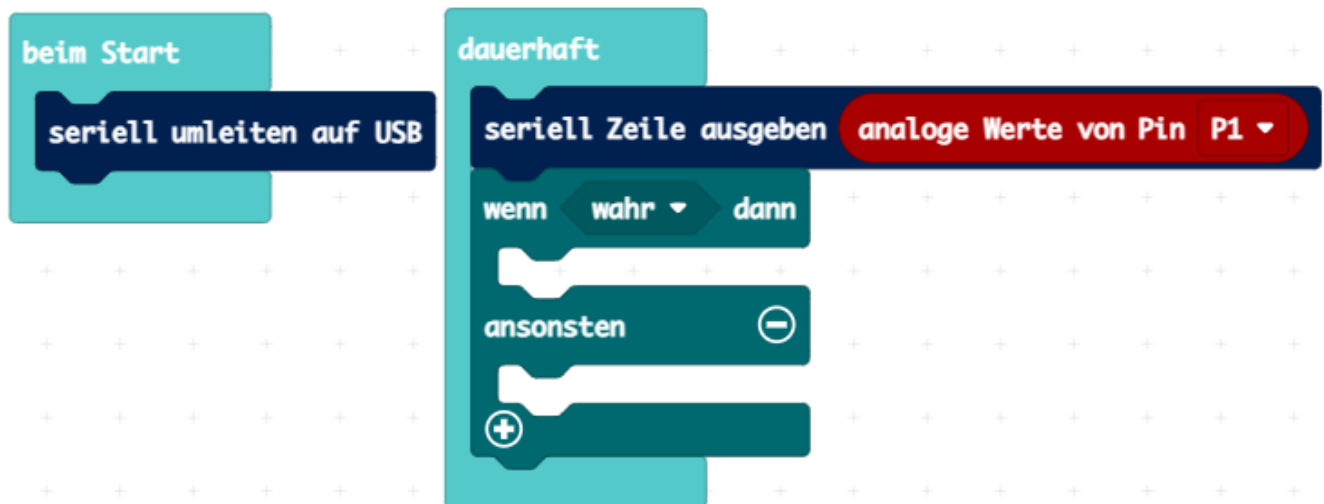 beim Start
seriell umleiten auf USB
dauerhaft
seriell Zeile ausgeben analoge Werte von Pin P1
wenn wahr dann
ansonsten